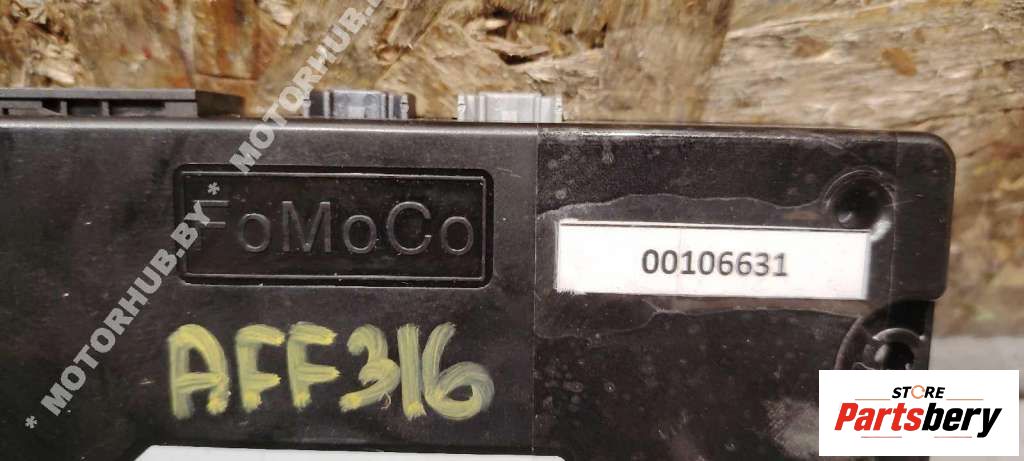 * MOTORHUB.BY * MOTORHUB.BY
FoMoCo
00106631
AFF316
STORE
Partsbery